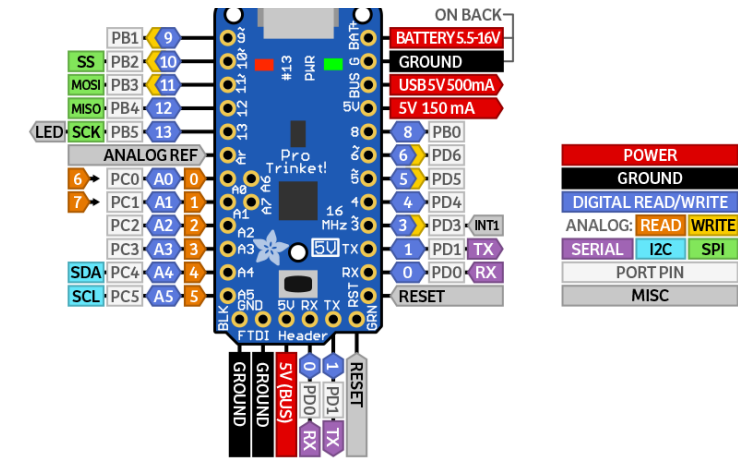 ON BACK
PB1 9 9~ BAT+ BATTERY 5.5-16V
SS PB2 10 10~ G GROUND
#13 PWR
MOSI PB3 11 11~ BUS USB 5V 500mA
MISO PB4 12 12 5V 5V 150 mA
LED SCK PB5 13 13 8 8 PB0
ANALOG REF Ar Pro Trinket! 6~ 6 PD6 POWER
6 PC0 A0 0 A0 A6 5~ 5 PD5 GROUND
7 PC1 A1 1 A1 A7 4 4 PD4 DIGITAL READ/WRITE
PC2 A2 2 A2 16 MHz 3~ 3 PD3 INT1 ANALOG: READ WRITE
PC3 A3 3 A3 5V TX 1 PD1 TX SERIAL I2C SPI
SDA PC4 A4 4 A4 RX 0 PD0 RX PORT PIN
SCL PC5 A5 5 A5 RST RESET MISC
BLK GND 5V RX TX GRN
FTDI Header
GROUND
GROUND
5V (BUS)
0 PD0 RX
1 PD1 TX
RESET